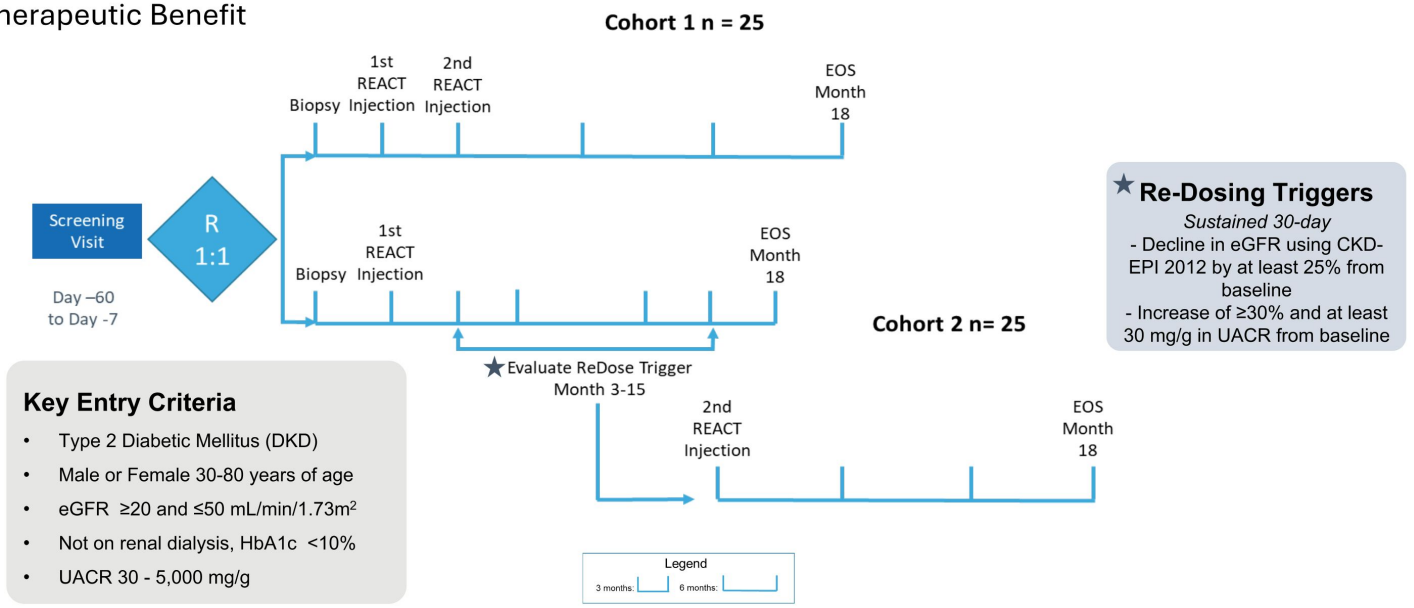 herapeutic Benefit
Cohort 1 n = 25
Biopsy
1st
REACT
Injection
2nd
REACT
Injection
EOS
Month
18
Screening
Visit
Day –60
to Day -7
R
1:1
Biopsy
1st
REACT
Injection
EOS
Month
18
Cohort 2 n= 25
Evaluate ReDose Trigger
Month 3-15
2nd
REACT
Injection
EOS
Month
18
Re-Dosing Triggers
Sustained 30-day
- Decline in eGFR using CKD-
EPI 2012 by at least 25% from
baseline
- Increase of ≥30% and at least
30 mg/g in UACR from baseline
Key Entry Criteria
• Type 2 Diabetic Mellitus (DKD)
• Male or Female 30-80 years of age
• eGFR ≥20 and ≤50 mL/min/1.73m²
• Not on renal dialysis, HbA1c <10%
• UACR 30 - 5,000 mg/g
Legend
3 months: 6 months: